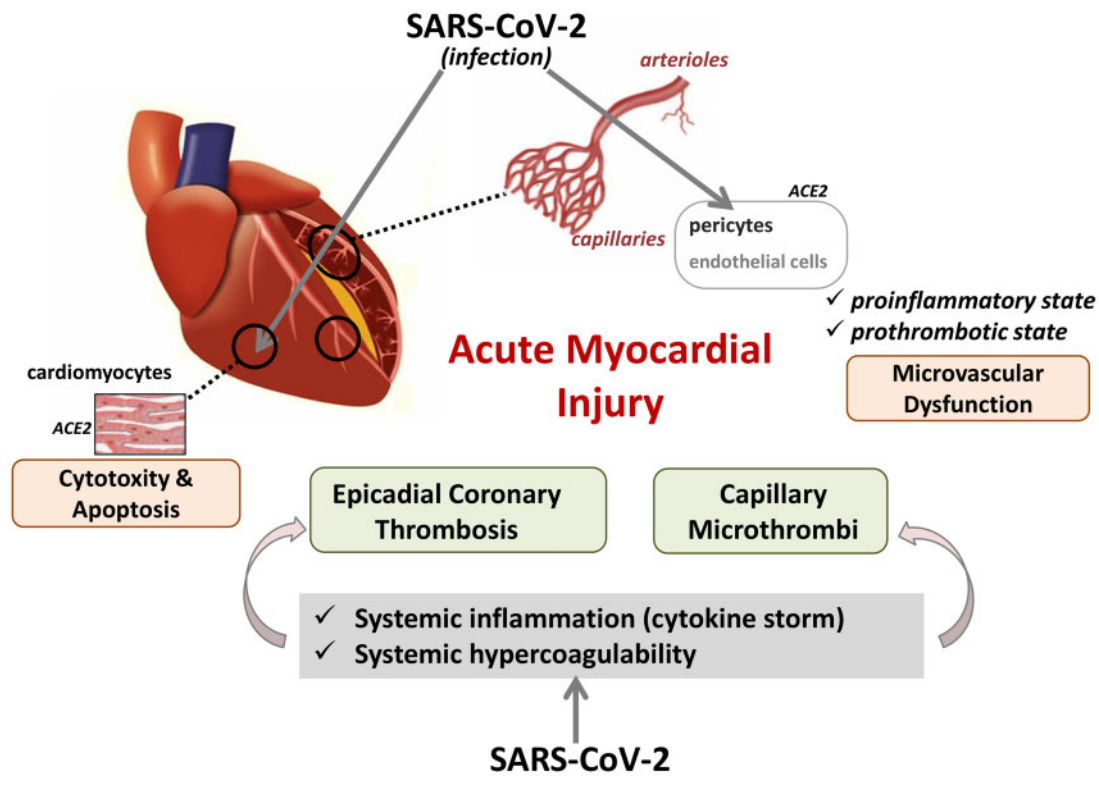 SARS-CoV-2
(infection)
arterioles
capillaries
ACE2
pericytes
endothelial cells
✓ proinflammatory state
✓ prothrombotic state
Microvascular
Dysfunction
Acute Myocardial
Injury
cardiomyocytes
ACE2
Cytotoxity &
Apoptosis
Epicadial Coronary
Thrombosis
Capillary
Microthrombi
✓ Systemic inflammation (cytokine storm)
✓ Systemic hypercoagulability
SARS-CoV-2